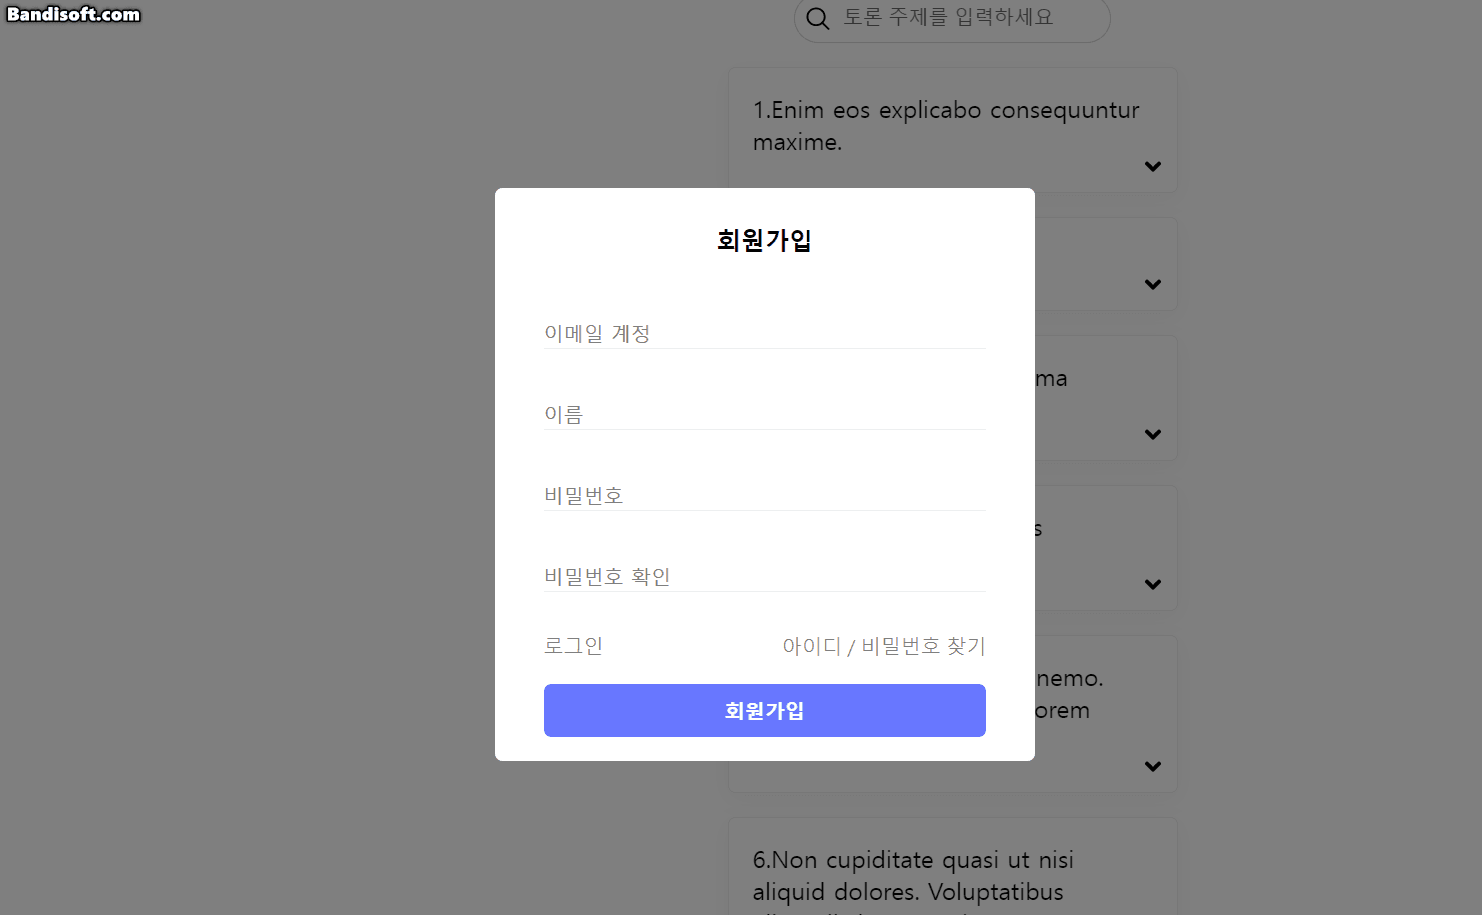 Bandisoft.com
토론 주제를 입력하세요
1.Enim eos explicabo consequuntur
maxime.
회원가입
이메일 계정
이름
ma
비밀번호
s
비밀번호 확인
로그인
아이디 / 비밀번호 찾기
nemo.
orem
회원가입
6.Non cupiditate quasi ut nisi
aliquid dolores. Voluptatibus